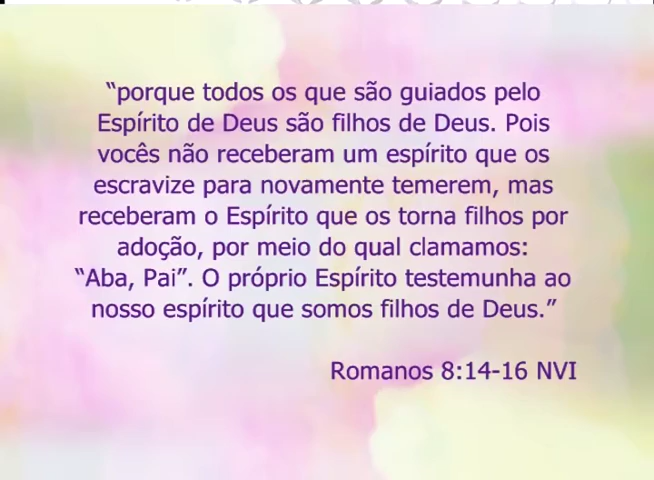 “porque todos os que são guiados pelo
Espírito de Deus são filhos de Deus. Pois
vocês não receberam um espírito que os
escravize para novamente temerem, mas
receberam o Espírito que os torna filhos por
adoção, por meio do qual clamamos:
“Aba, Pai”. O próprio Espírito testemunha ao
nosso espírito que somos filhos de Deus.”
Romanos 8:14-16 NVI